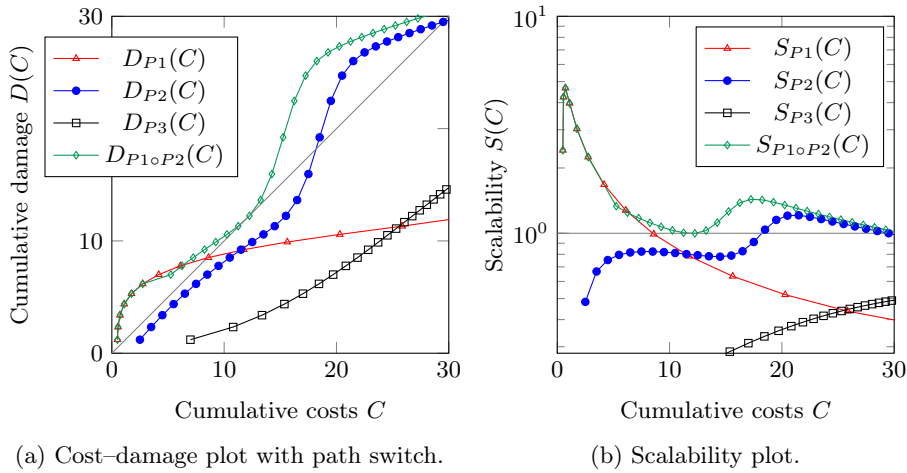 30
20
10
0
0
10
20
30
Cumulative costs C
Cumulative damage D(C)
D_{P1}(C)
D_{P2}(C)
D_{P3}(C)
D_{P1∘P2}(C)
(a) Cost–damage plot with path switch.
10^1
10^0
0
10
20
30
Cumulative costs C
Scalability S(C)
S_{P1}(C)
S_{P2}(C)
S_{P3}(C)
S_{P1∘P2}(C)
(b) Scalability plot.